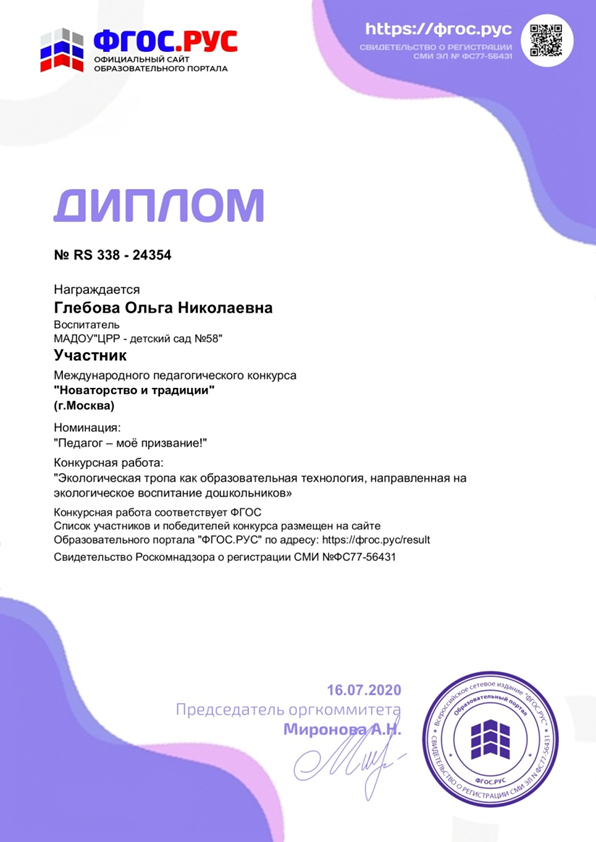 ФГОС.РУС
ОФИЦИАЛЬНЫЙ САЙТ
ОБРАЗОВАТЕЛЬНОГО ПОРТАЛА
https://фгос.рус
СВИДЕТЕЛЬСТВО О РЕГИСТРАЦИИ
СМИ ЭЛ № ФС77-56431
ДИПЛОМ
№ RS 338 - 24354
Награждается
Глебова Ольга Николаевна
Воспитатель
МАДОУ"ЦРР - детский сад №58"
Участник
Международного педагогического конкурса
"Новаторство и традиции"
(г.Москва)
Номинация:
"Педагог – моё призвание!"
Конкурсная работа:
"Экологическая тропа как образовательная технология, направленная на
экологическое воспитание дошкольников»
Конкурсная работа соответствует ФГОС
Список участников и победителей конкурса размещен на сайте
Образовательного портала "ФГОС.РУС" по адресу: https://фгос.рус/result
Свидетельство Роскомнадзора о регистрации СМИ №ФС77-56431
16.07.2020
Председатель оргкоммитета
Миронова А.Н.
Всероссийское сетевое издание "ФГОС.РУС"
СВИДЕТЕЛЬСТВО О РЕГИСТРАЦИИ СМИ ЭЛ № ФС 77-56431
Образовательный портал
ФГОС.РУС